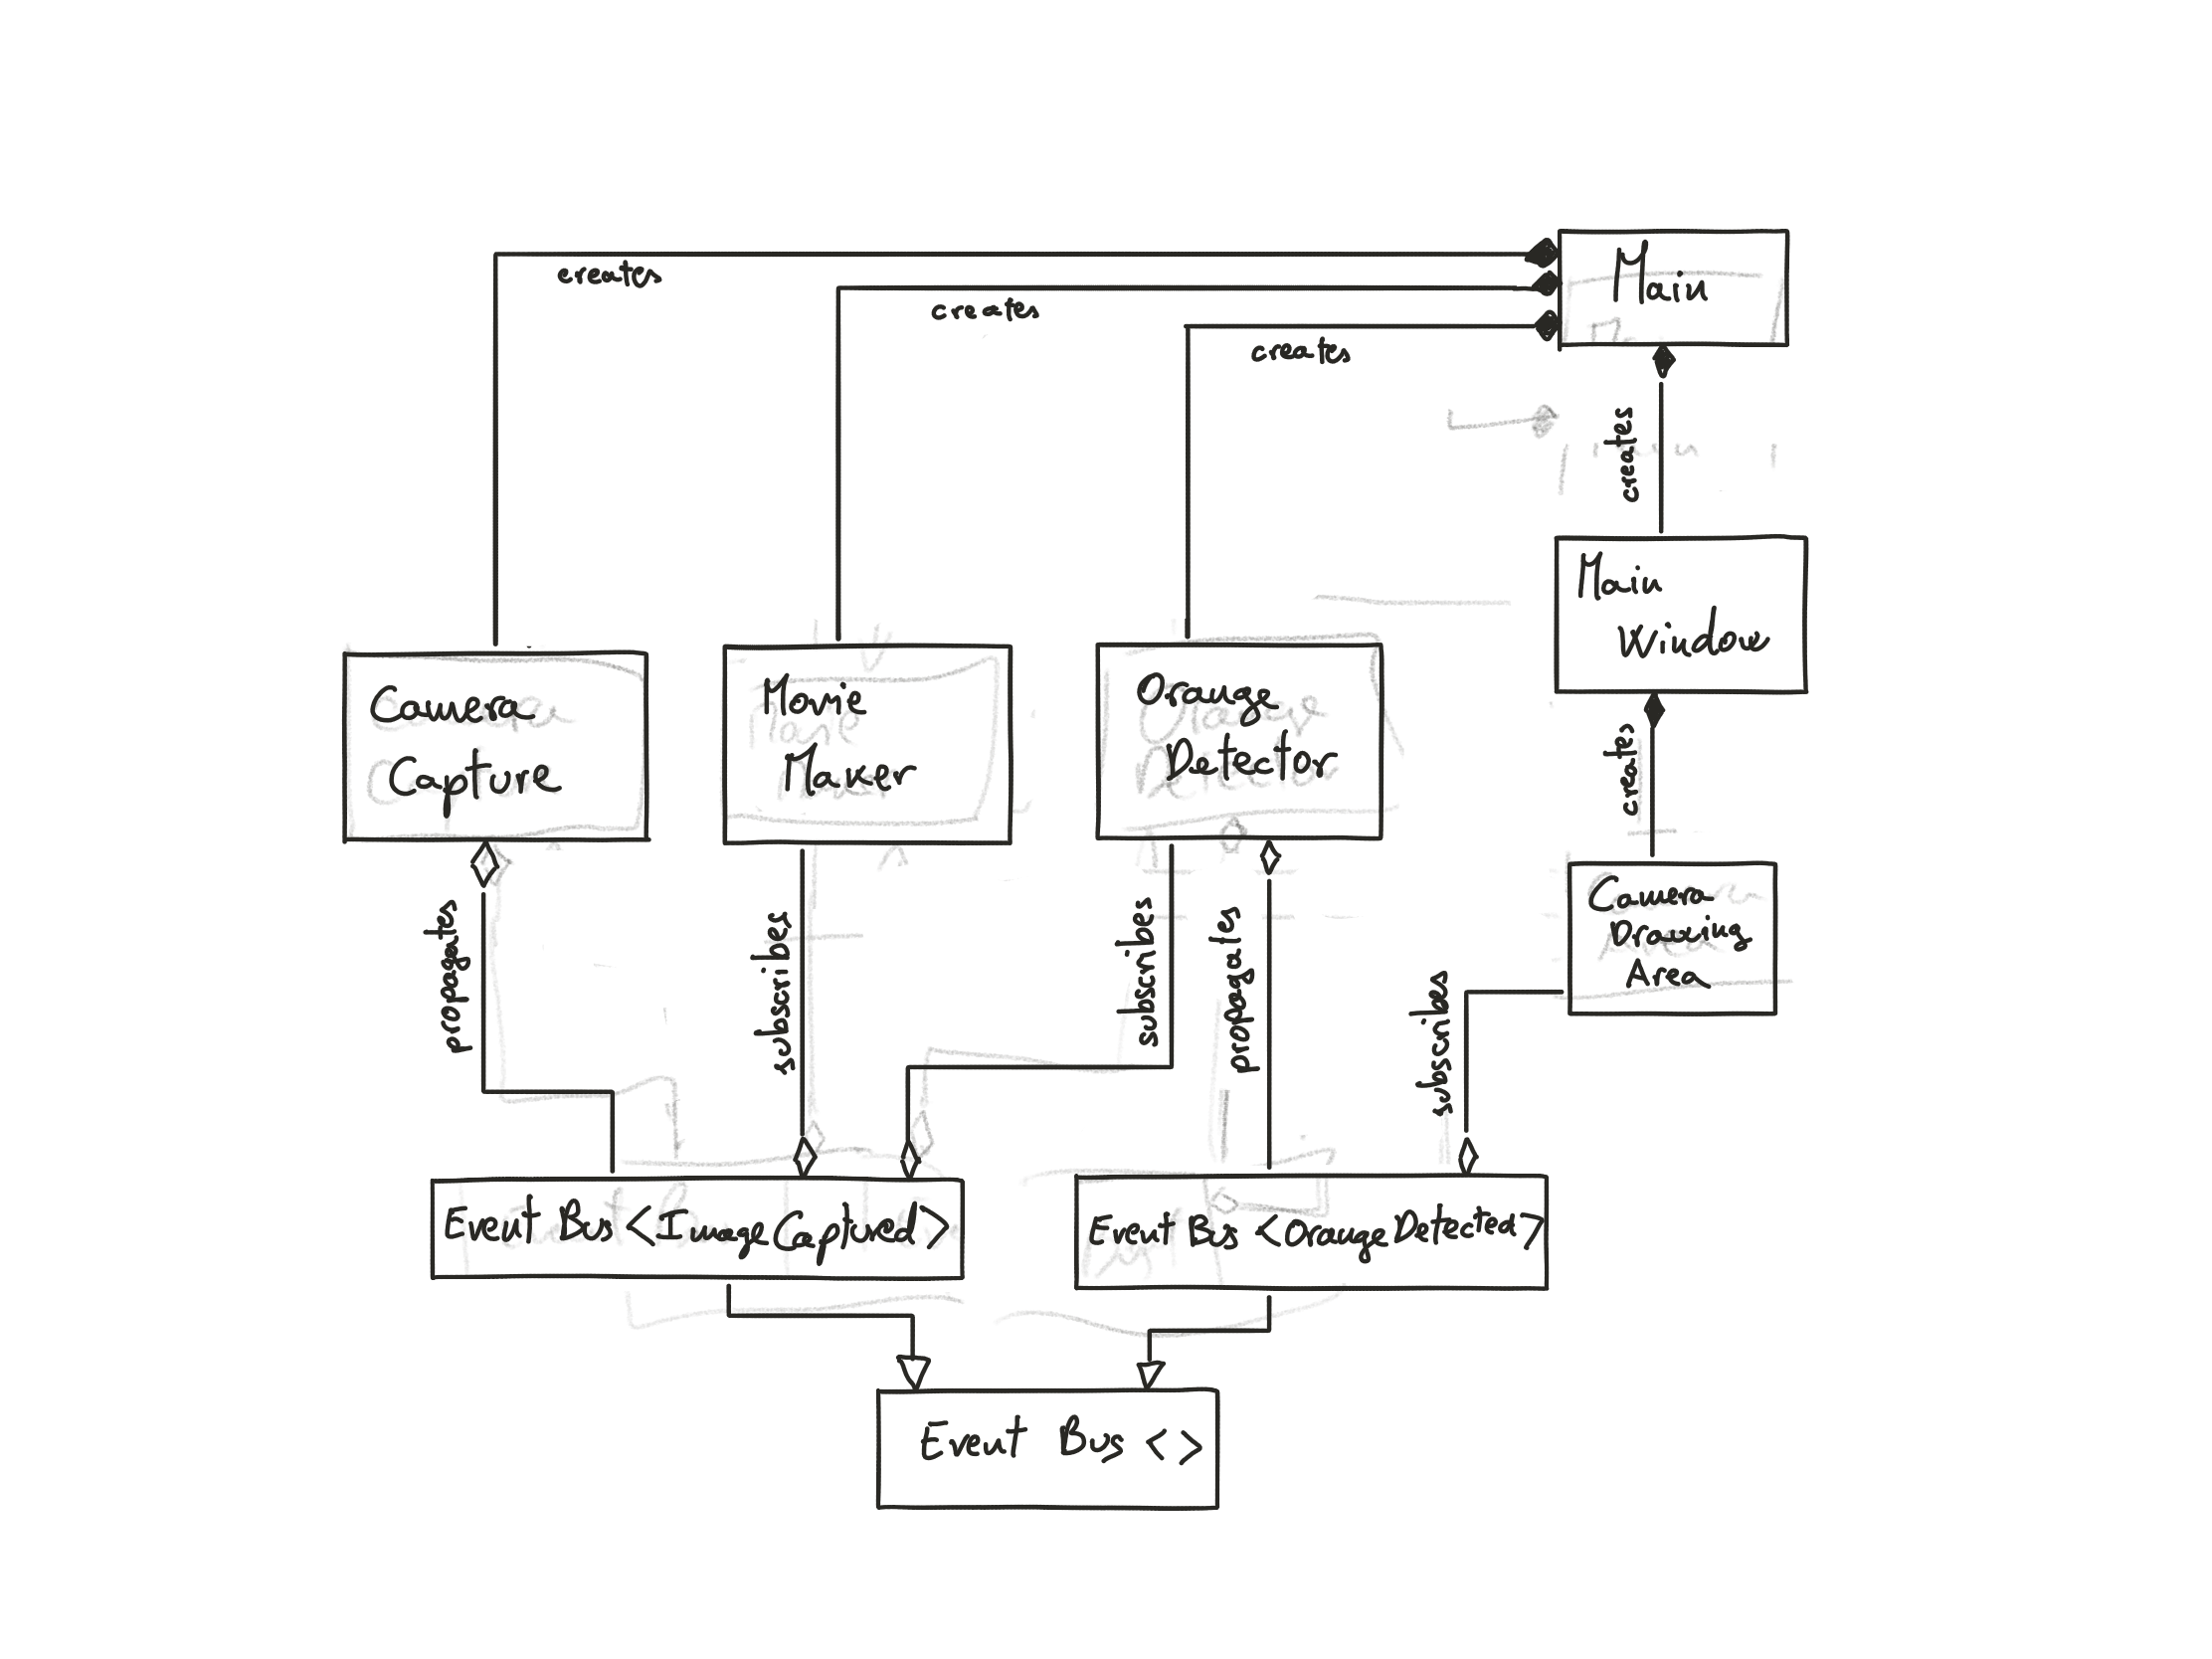 Main
creates
creates
creates
creates
Main
Window
Camera
Capture
Movie
Maker
Orange
Detector
creates
Camera
Drawing
Area
propagates
subscribes
subscribes
propagates
subscribes
Event Bus <ImageCaptured>
Event Bus <OrangeDetected>
Event Bus <>